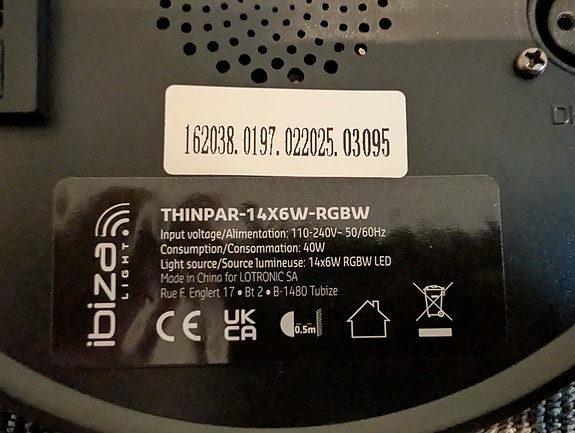 162038. 0197. 022025. 03095
ibiza
LIGHT
THINPAR-14X6W-RGBW
Input voltage/Alimentation: 110-240V~ 50/60Hz
Consumption/Consommation: 40W
Light source/Source lumineuse: 14x6W RGBW LED
Made in China for LOTRONIC SA
Rue F. Englert 17 • Bt 2 • B-1480 Tubize
CE
UK
CA
0.5m